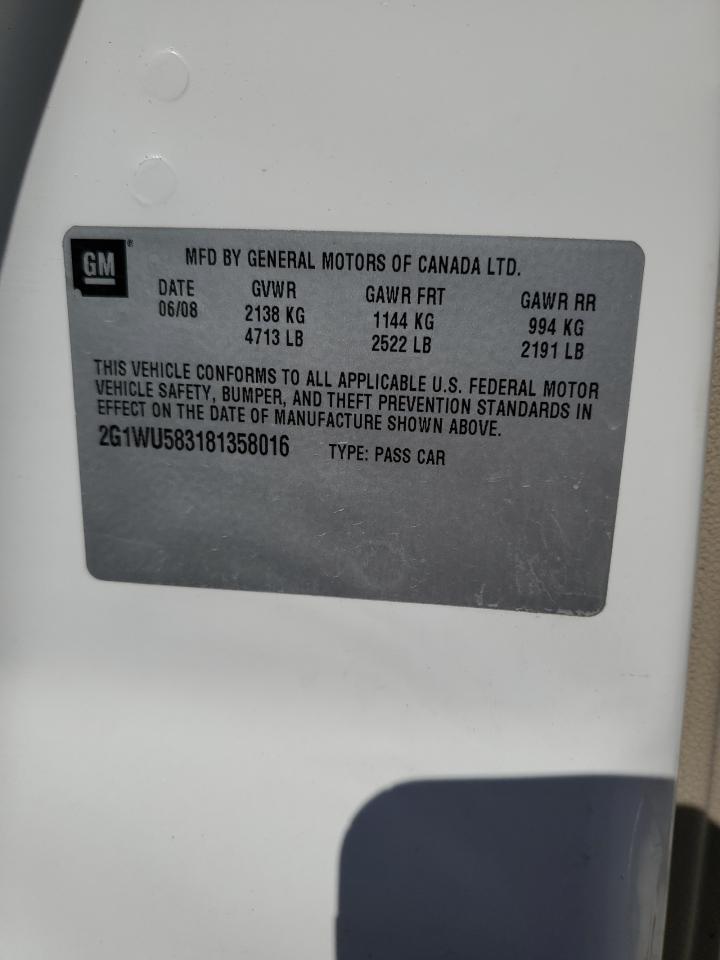 GM®
MFD BY GENERAL MOTORS OF CANADA LTD.
DATE GVWR GAWR FRT GAWR RR
06/08 2138 KG 1144 KG 994 KG
4713 LB 2522 LB 2191 LB
THIS VEHICLE CONFORMS TO ALL APPLICABLE U.S. FEDERAL MOTOR
VEHICLE SAFETY, BUMPER, AND THEFT PREVENTION STANDARDS IN
EFFECT ON THE DATE OF MANUFACTURE SHOWN ABOVE.
2G1WU583181358016 TYPE: PASS CAR